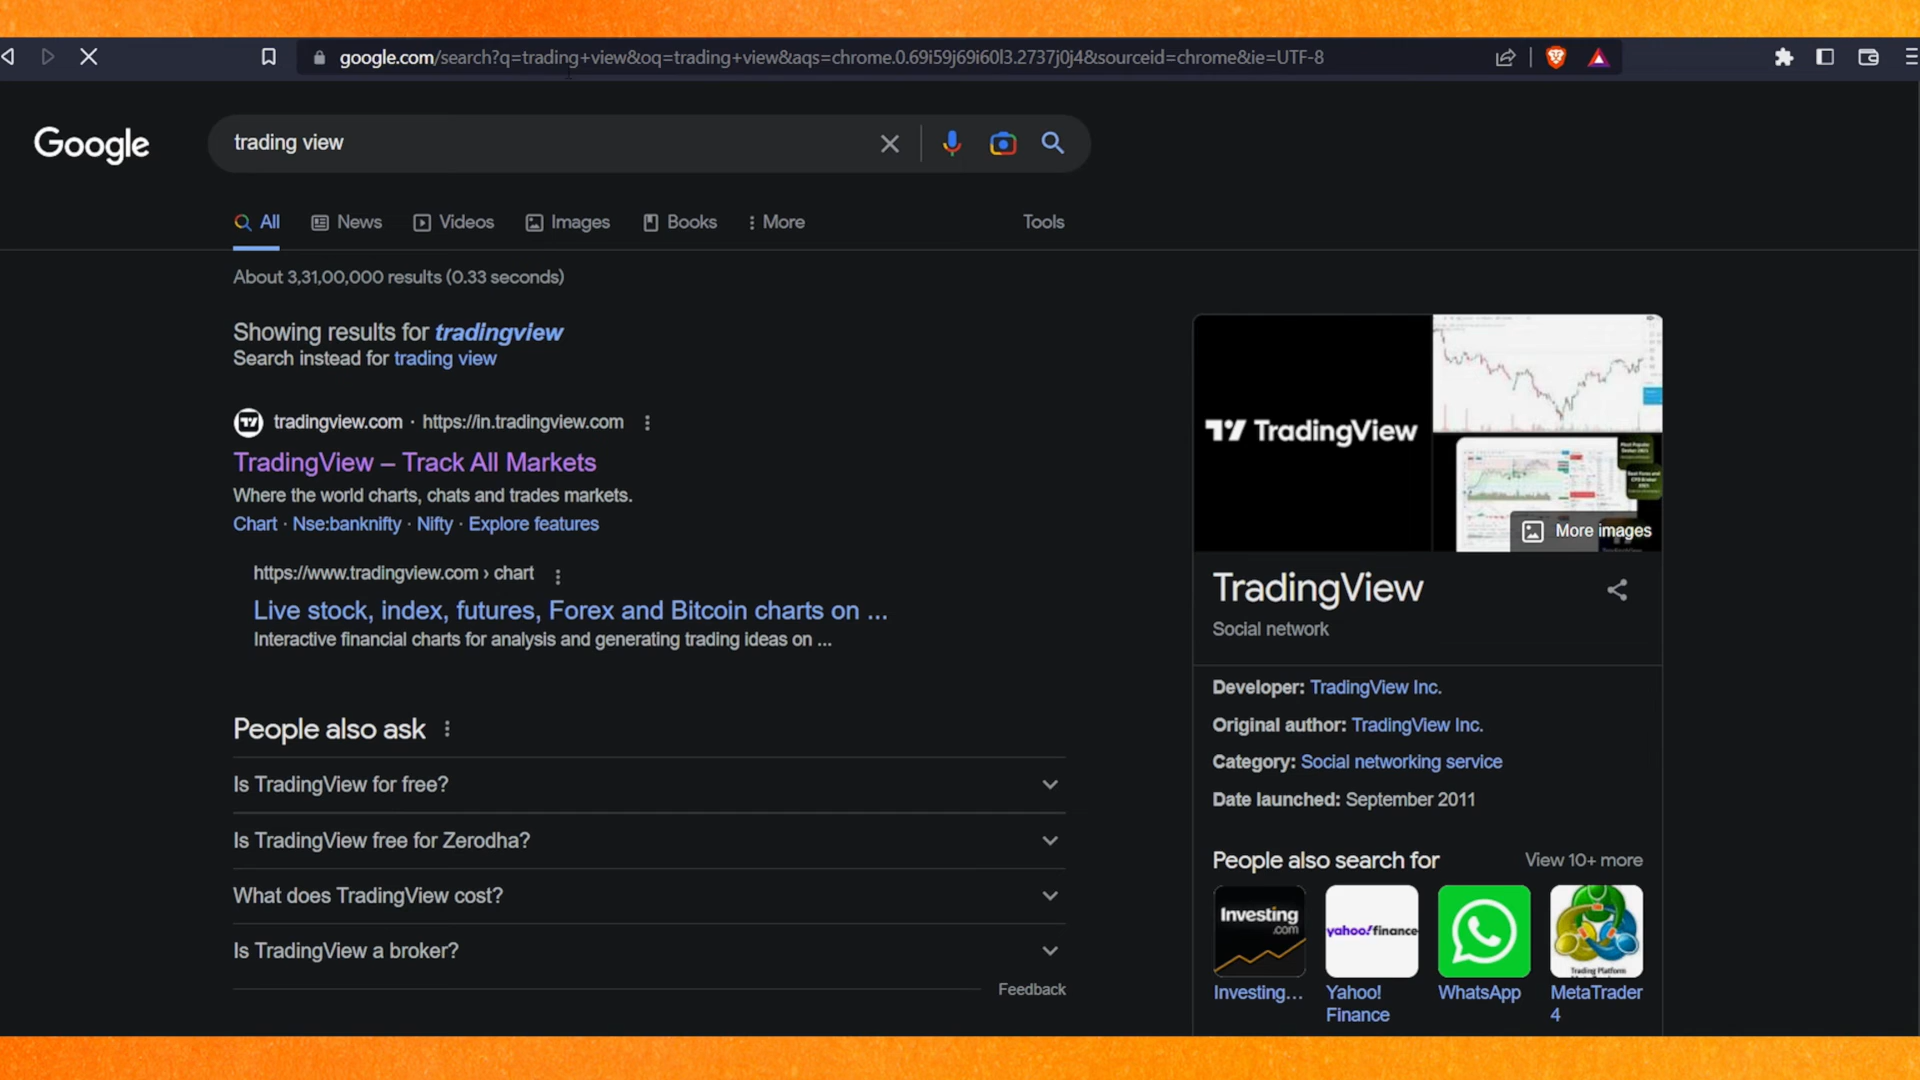 google.com/search?q=trading+view&oq=trading+view&aqs=chrome.0.69i59j69i60l3.2737j0j4&sourceid=chrome&ie=UTF-8
Google
trading view
All
News
Videos
Images
Books
More
Tools
About 3,31,00,000 results (0.33 seconds)
Showing results for tradingview
Search instead for trading view
tradingview.com · https://in.tradingview.com
TradingView – Track All Markets
Where the world charts, chats and trades markets.
Chart · Nse:banknifty · Nifty · Explore features
https://www.tradingview.com › chart
Live stock, index, futures, Forex and Bitcoin charts on ...
Interactive financial charts for analysis and generating trading ideas on ...
People also ask
Is TradingView for free?
Is TradingView free for Zerodha?
What does TradingView cost?
Is TradingView a broker?
Feedback
TradingView
More images
TradingView
Social network
Developer: TradingView Inc.
Original author: TradingView Inc.
Category: Social networking service
Date launched: September 2011
People also search for
View 10+ more
Investing
.com
yahoo!finance
Trading Platform
Investing...
Yahoo!
Finance
WhatsApp
MetaTrader
4